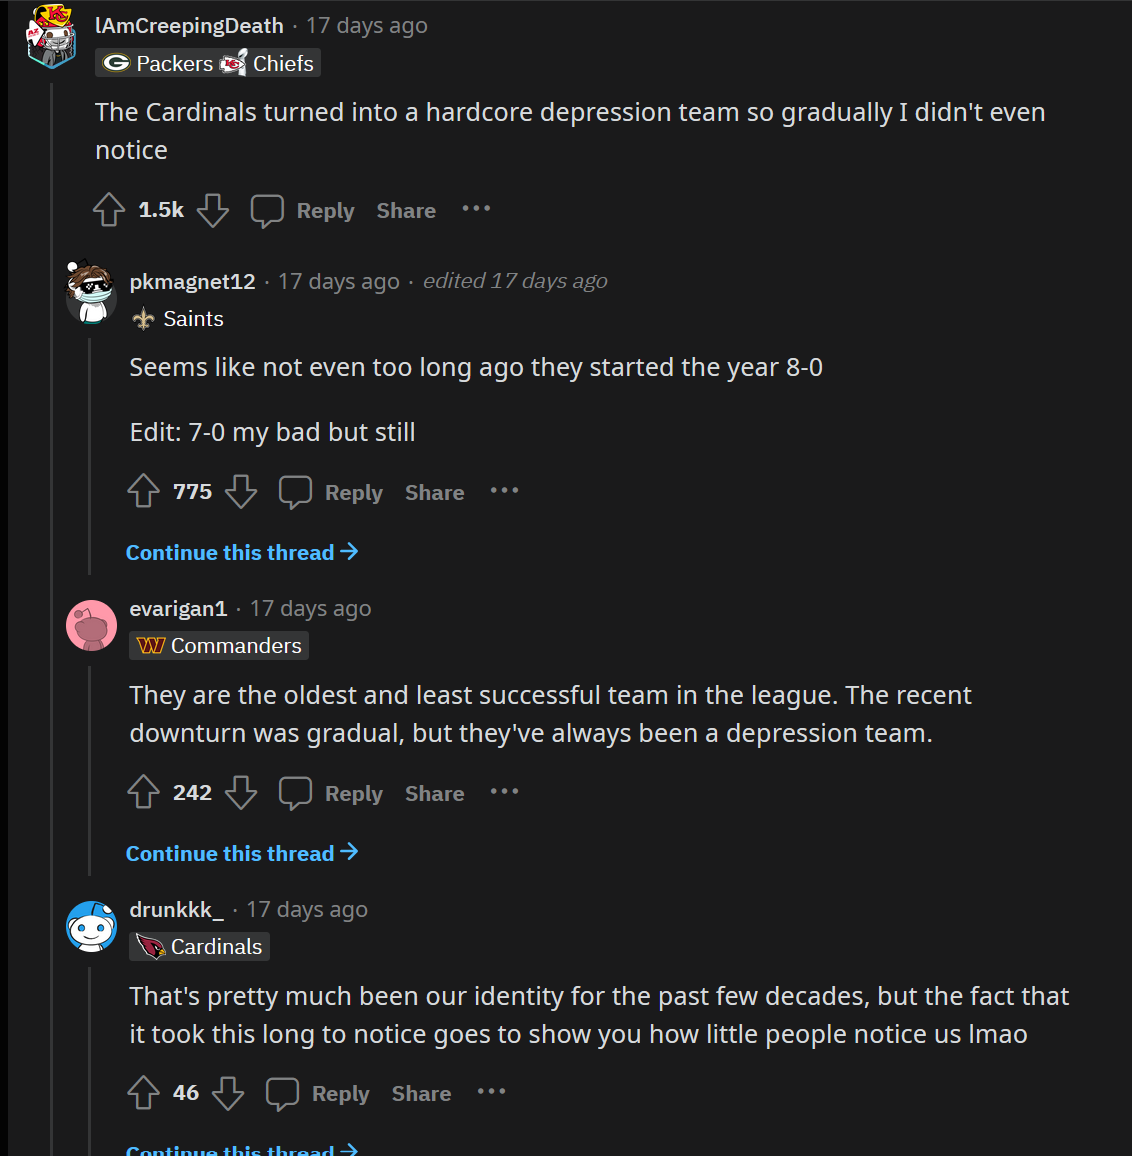 lAmCreepingDeath · 17 days ago
Packers Chiefs
The Cardinals turned into a hardcore depression team so gradually I didn't even
notice
1.5k Reply Share ···
pkmagnet12 · 17 days ago · edited 17 days ago
Saints
Seems like not even too long ago they started the year 8-0
Edit: 7-0 my bad but still
775 Reply Share ···
Continue this thread →
evarigan1 · 17 days ago
Commanders
They are the oldest and least successful team in the league. The recent
downturn was gradual, but they've always been a depression team.
242 Reply Share ···
Continue this thread →
drunkkk_ · 17 days ago
Cardinals
That's pretty much been our identity for the past few decades, but the fact that
it took this long to notice goes to show you how little people notice us lmao
46 Reply Share ···
Continue this thread →